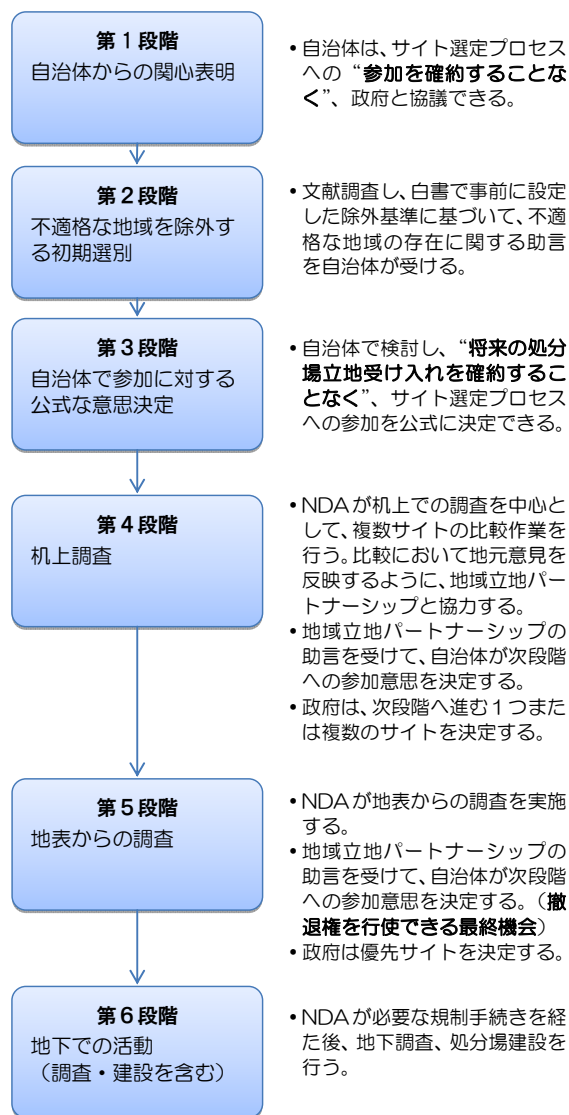 第1段階
自治体からの関心表明
•自治体は、サイト選定プロセス
への“参加を確約することな
く”、政府と協議できる。
第2段階
不適格な地域を除外す
る初期選別
•文献調査し、白書で事前に設定
した除外基準に基づいて、不適
格な地域の存在に関する助言
を自治体が受ける。
第3段階
自治体で参加に対する
公式な意思決定
•自治体で検討し、“将来の処分
場立地受け入れを確約するこ
となく”、サイト選定プロセス
への参加を公式に決定できる。
第4段階
机上調査
•NDAが机上での調査を中心と
して、複数サイトの比較作業を
行う。比較において地元意見を
反映するように、地域立地パー
トナーシップと協力する。
•地域立地パートナーシップの
助言を受けて、自治体が次段階
への参加意思を決定する。
•政府は、次段階へ進む1つまた
は複数のサイトを決定する。
第5段階
地表からの調査
•NDAが地表からの調査を実施
する。
•地域立地パートナーシップの
助言を受けて、自治体が次段階
への参加意思を決定する。（撤
退権を行使できる最終機会）
•政府は優先サイトを決定する。
第6段階
地下での活動
（調査・建設を含む）
•NDAが必要な規制手続きを経
た後、地下調査、処分場建設を
行う。